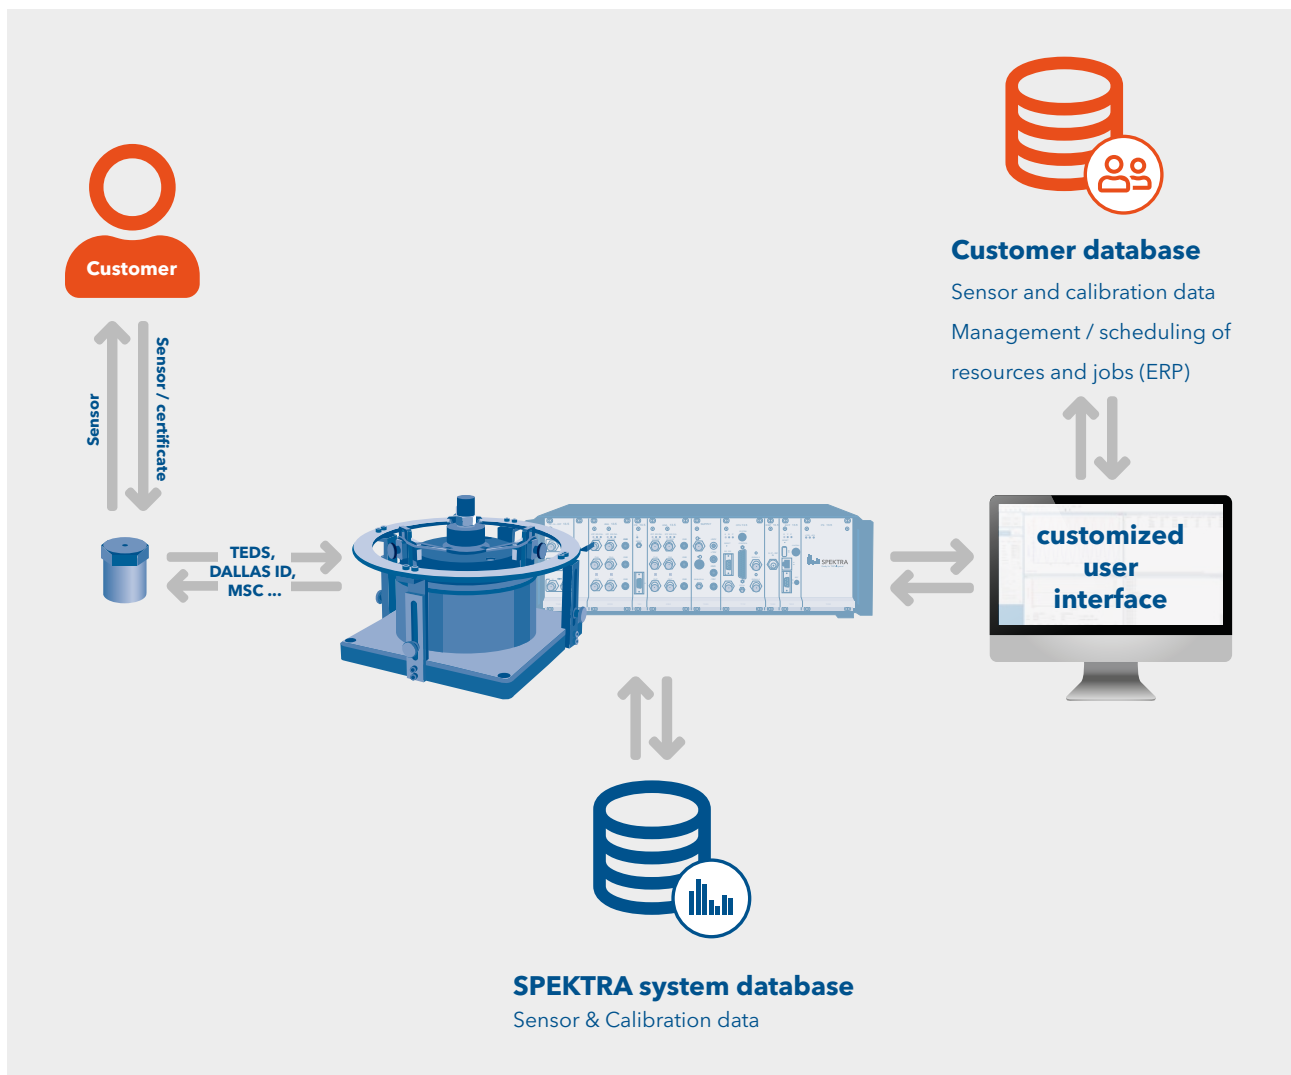 Customer
Sensor
Sensor / certificate
TEDS,
DALLAS ID,
MSC ...
SPEKTRA
customized
user
interface
Customer database
Sensor and calibration data
Management / scheduling of
resources and jobs (ERP)
SPEKTRA system database
Sensor & Calibration data